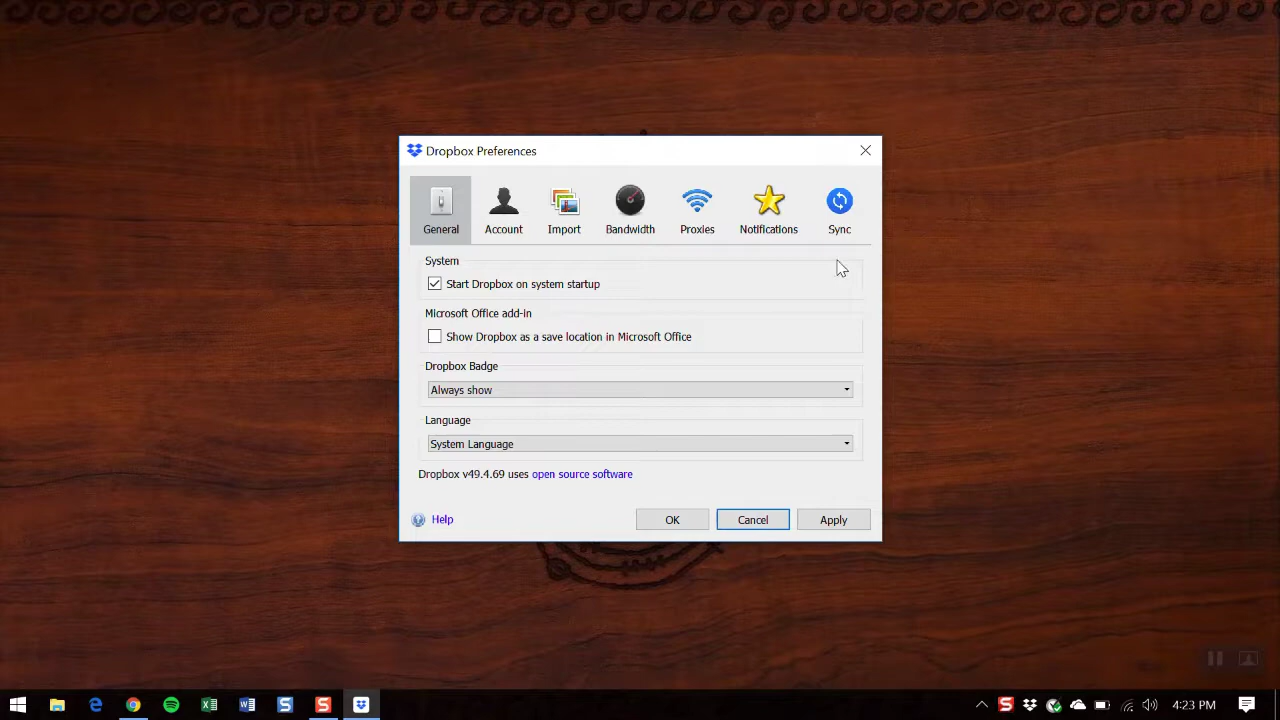 Dropbox Preferences
General Account Import Bandwidth Proxies Notifications Sync
System
Start Dropbox on system startup
Microsoft Office add-in
Show Dropbox as a save location in Microsoft Office
Dropbox Badge
Always show
Language
System Language
Dropbox v49.4.69 uses open source software
Help OK Cancel Apply
4:23 PM